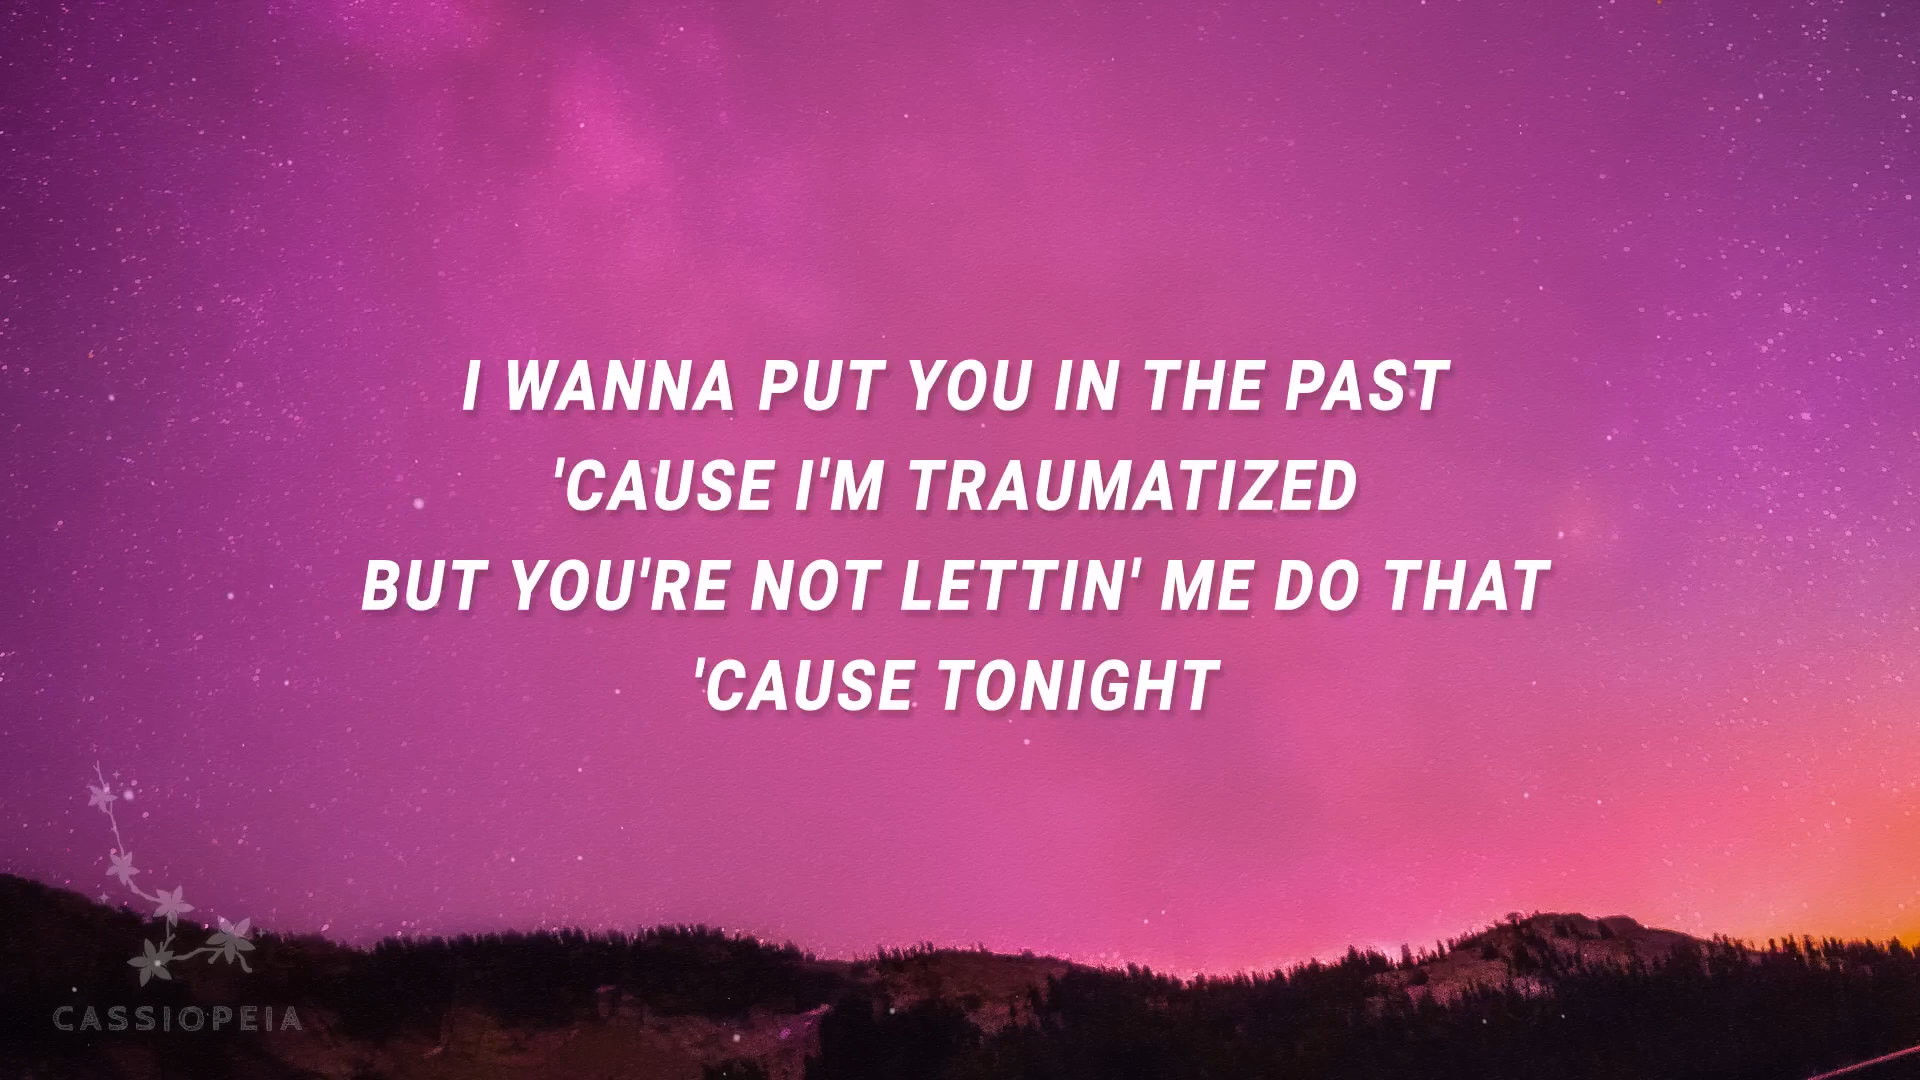 I WANNA PUT YOU IN THE PAST
'CAUSE I'M TRAUMATIZED
BUT YOU'RE NOT LETTIN' ME DO THAT
'CAUSE TONIGHT
CASSIOPEIA